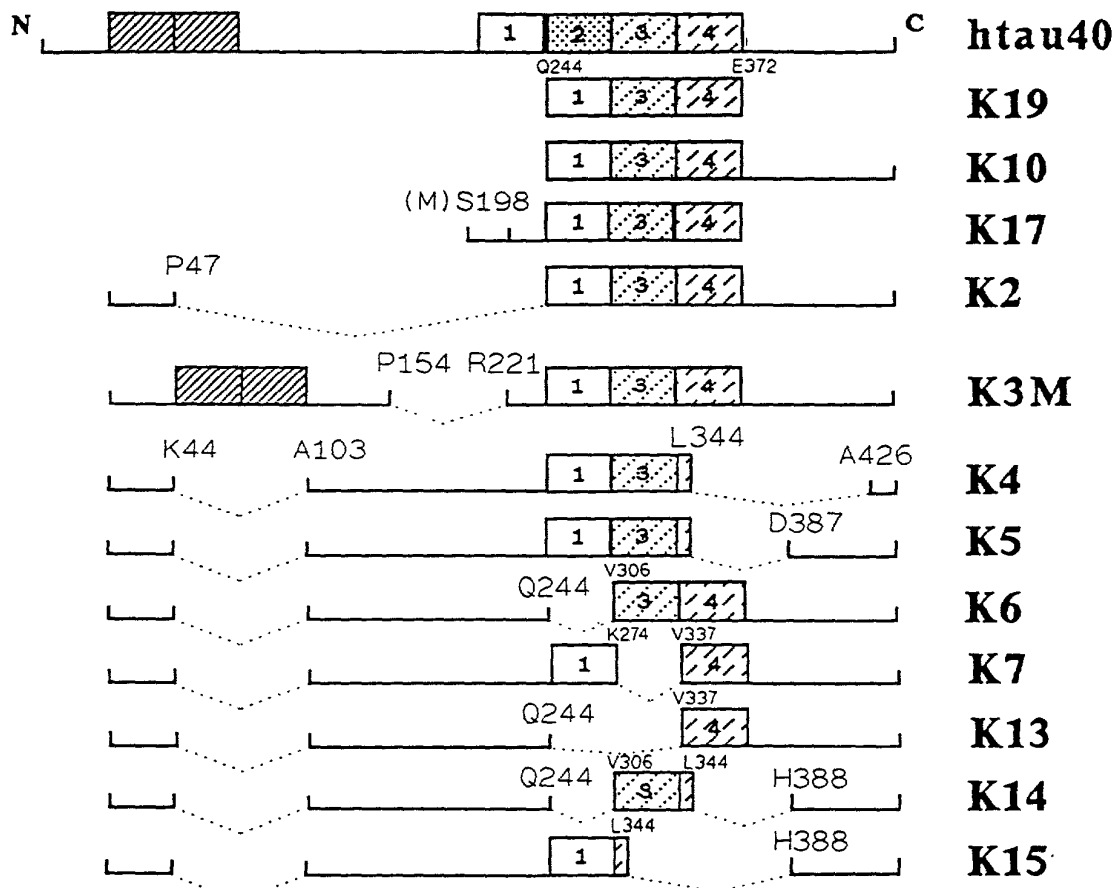 N 1 2 3 4 C htau40
Q244 E372
1 3 4 K19
1 3 4 K10
(M)S198
1 3 4 K17
P47
1 3 4 K2
P154 R221
1 3 4 K3M
K44 A103 L344 A426
1 3 K4
D387
1 3 K5
V306
Q244 3 4 K6
K274 V337
1 4 K7
V337
Q244 4 K13
V306 L344
Q244 3 H388 K14
L344
1 H388 K15